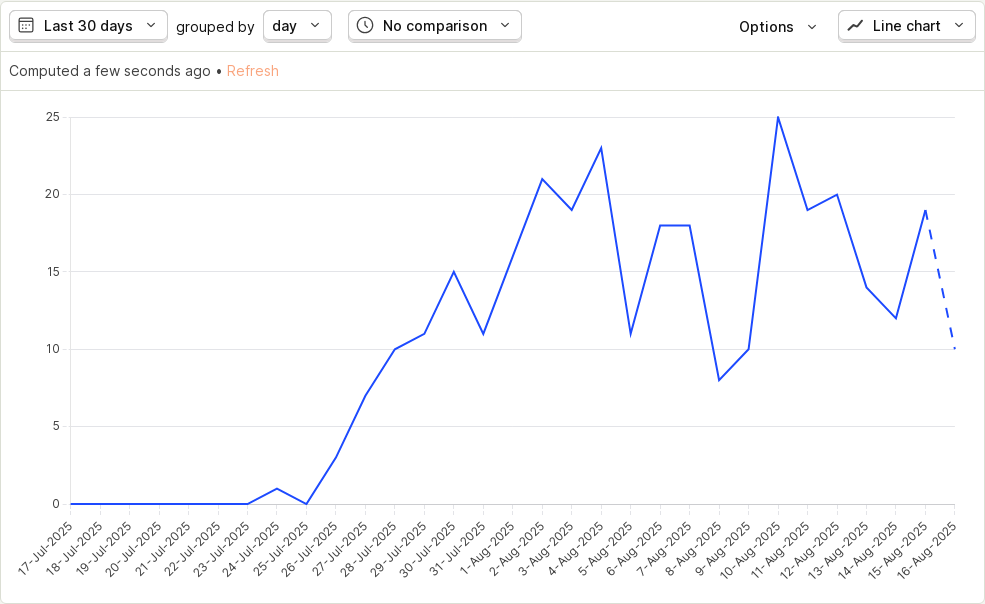 Last 30 days grouped by day No comparison Options Line chart
Computed a few seconds ago • Refresh
25
20
15
10
5
0
17-Jul-2025
18-Jul-2025
19-Jul-2025
20-Jul-2025
21-Jul-2025
22-Jul-2025
23-Jul-2025
24-Jul-2025
25-Jul-2025
26-Jul-2025
27-Jul-2025
28-Jul-2025
29-Jul-2025
30-Jul-2025
31-Jul-2025
1-Aug-2025
2-Aug-2025
3-Aug-2025
4-Aug-2025
5-Aug-2025
6-Aug-2025
7-Aug-2025
8-Aug-2025
9-Aug-2025
10-Aug-2025
11-Aug-2025
12-Aug-2025
13-Aug-2025
14-Aug-2025
15-Aug-2025
16-Aug-2025